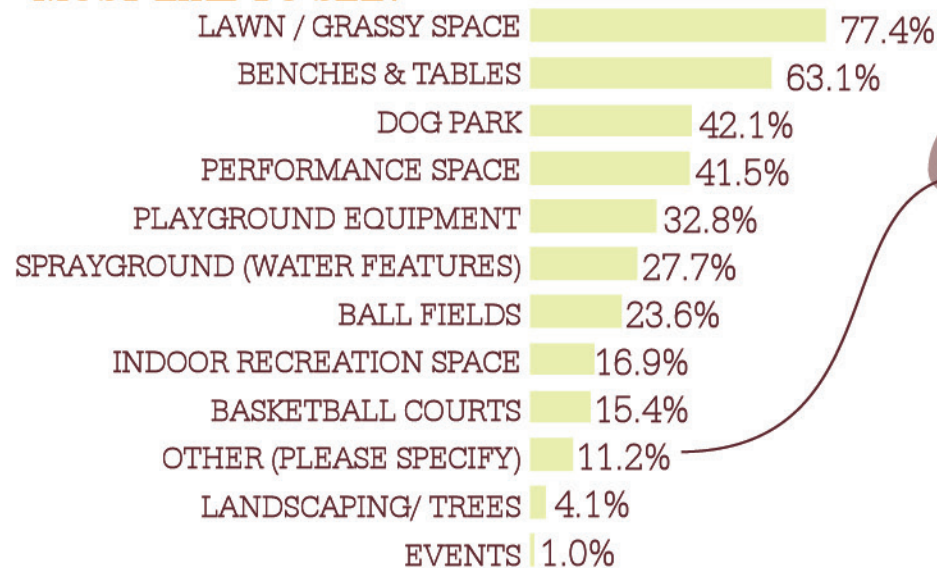 LAWN / GRASSY SPACE 77.4%
BENCHES & TABLES 63.1%
DOG PARK 42.1%
PERFORMANCE SPACE 41.5%
PLAYGROUND EQUIPMENT 32.8%
SPRAYGROUND (WATER FEATURES) 27.7%
BALL FIELDS 23.6%
INDOOR RECREATION SPACE 16.9%
BASKETBALL COURTS 15.4%
OTHER (PLEASE SPECIFY) 11.2%
LANDSCAPING/ TREES 4.1%
EVENTS 1.0%